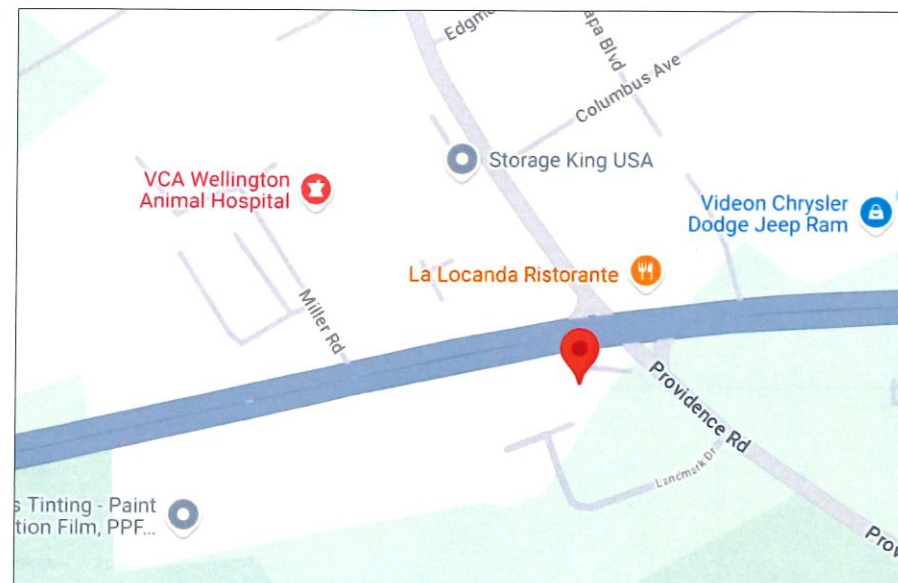 Edgm
apa Blvd
Columbus Ave
Storage King USA
VCA Wellington
Animal Hospital
Videon Chrysler
Dodge Jeep Ram
La Locanda Ristorante
Miller Rd
Providence Rd
Landmark Dr
s Tinting - Paint
tion Film, PPF...
Prov